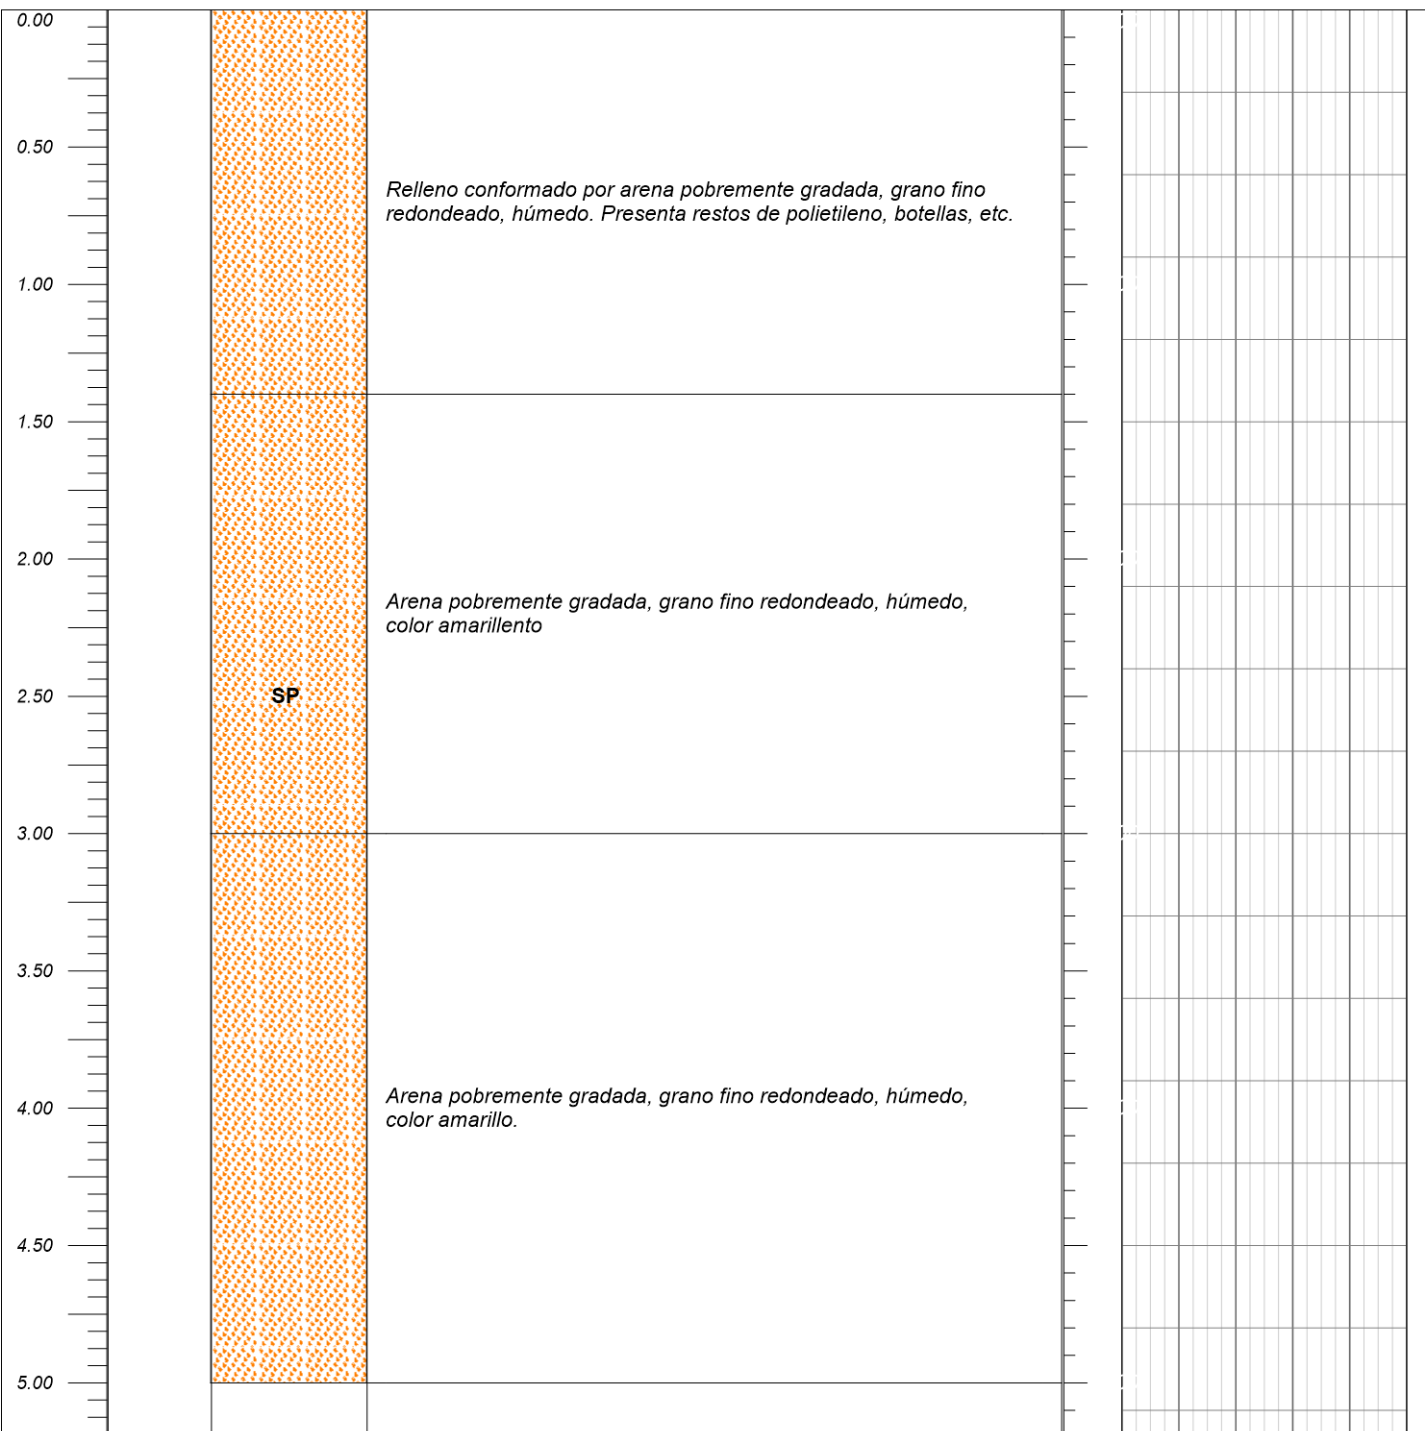 0.00
0.50
Relleno conformado por arena pobremente gradada, grano fino
redondeado, húmedo. Presenta restos de polietileno, botellas, etc.
1.00
1.50
2.00
Arena pobremente gradada, grano fino redondeado, húmedo,
color amarillento
2.50
SP
3.00
3.50
4.00
Arena pobremente gradada, grano fino redondeado, húmedo,
color amarillo.
4.50
5.00